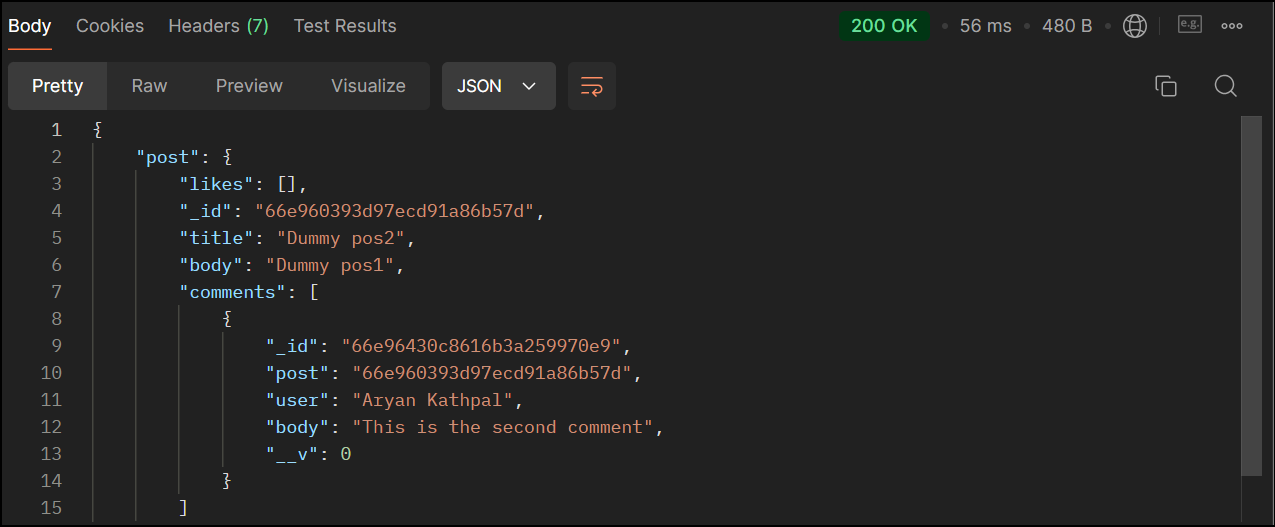 Body Cookies Headers (7) Test Results 200 OK 56 ms 480 B e.g.
Pretty Raw Preview Visualize JSON
1 {
2 "post": {
3 "likes": [],
4 "_id": "66e960393d97ecd91a86b57d",
5 "title": "Dummy pos2",
6 "body": "Dummy pos1",
7 "comments": [
8 {
9 "_id": "66e96430c8616b3a259970e9",
10 "post": "66e960393d97ecd91a86b57d",
11 "user": "Aryan Kathpal",
12 "body": "This is the second comment",
13 "__v": 0
14 }
15 ]